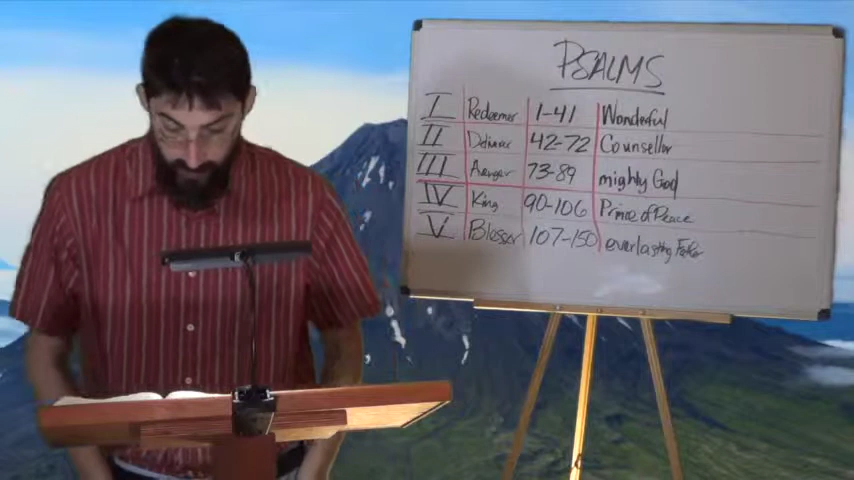 PSALMS
I Redeemer 1-41 Wonderful
II Deliverer 42-72 Counsellor
III Avenger 73-89 mighty God
IV King 90-106 Prince of Peace
V Blesser 107-150 everlasting Father